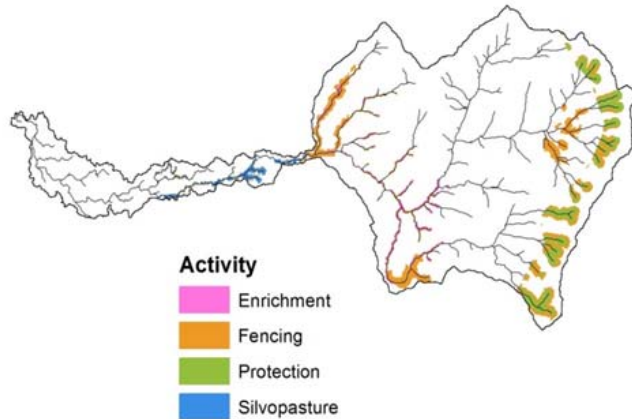 Activity
Enrichment
Fencing
Protection
Silvopasture